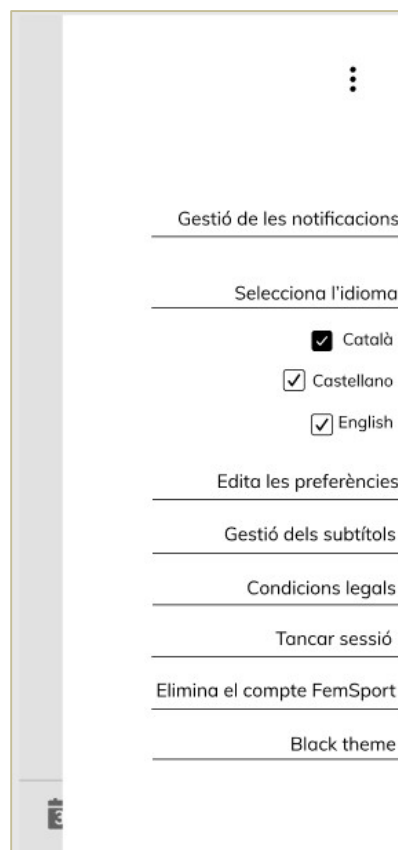 Gestió de les notificacions
Selecciona l'idioma
Català
Castellano
English
Edita les preferències
Gestió dels subtítols
Condicions legals
Tancar sessió
Elimina el compte FemSport
Black theme
3